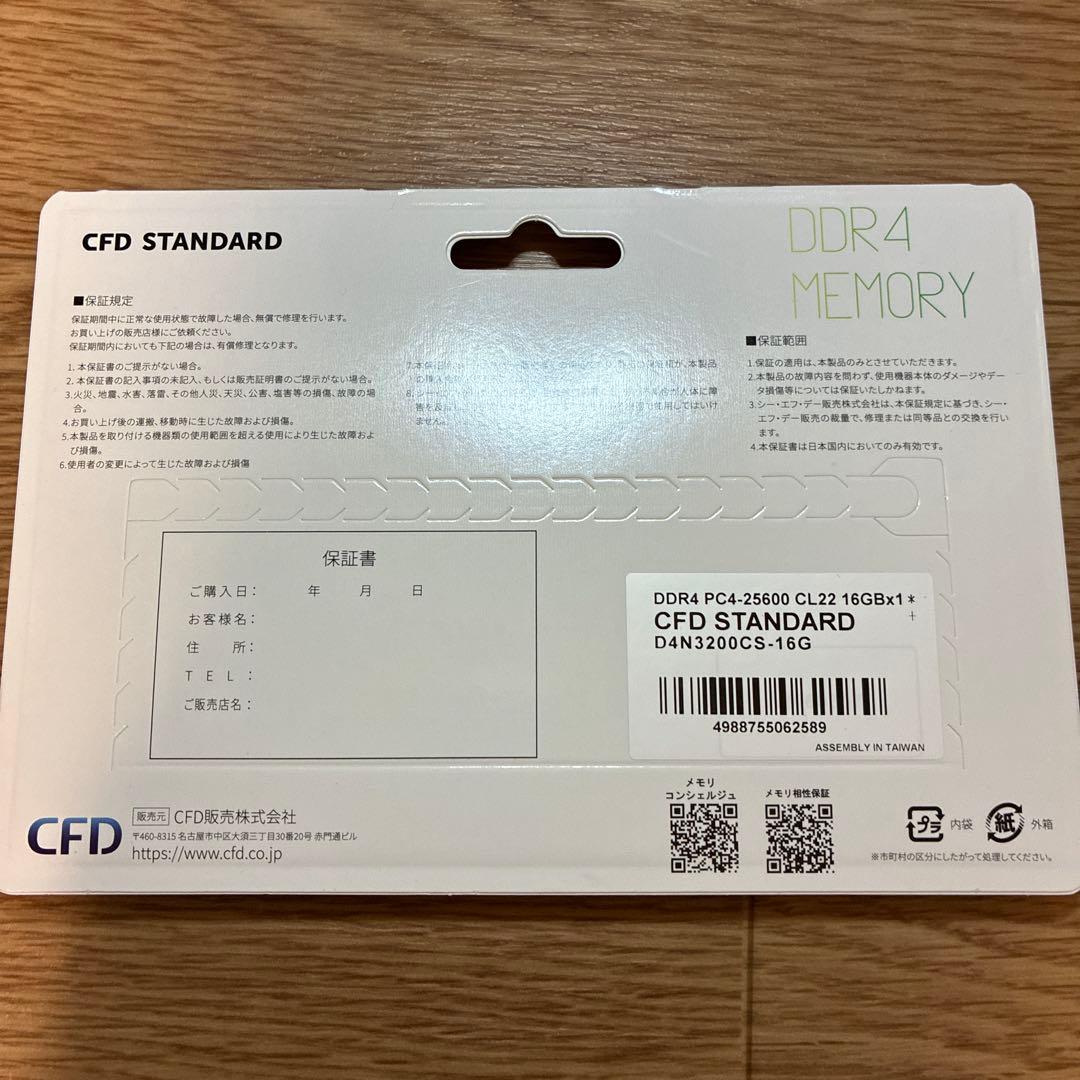 CFD STANDARD
DDR4
MEMORY
■保証規定
保証期間中に正常な使用状態で故障した場合、無償で修理を行います。
お買い上げの販売店様にご依頼ください。
保証期間内においても下記の場合は、有償修理となります。
1. 本保証書のご提示がない場合。
2. 本保証書の記入事項の未記入、もしくは販売証明書のご提示がない場合。
3.火災、地震、水害、落雷、その他人災、天災、公害、塩害等の損傷、故障の場
合。
4.お買い上げ後の運搬、移動時に生じた故障および損傷。
5.本製品を取り付ける機器類の使用範囲を超える使用により生じた故障およ
び損傷。
6.使用者の変更によって生じた故障および損傷
■保証範囲
1.保証の適用は、本製品のみとさせていただきます。
2.本製品の故障内容を問わず、使用機器本体のダメージやデー
タ損傷等については保証いたしかねます。
3.シー・エフ・デー販売株式会社は、本保証規定に基づき、シー・
エフ・デー販売の裁量で、修理または同等品との交換を行い
ます。
4.本保証書は日本国内においてのみ有効です。
保証書
ご購入日: 年 月 日
お客様名:
住 所:
T E L :
ご販売店名:
DDR4 PC4-25600 CL22 16GBx1 *
+
CFD STANDARD
D4N3200CS-16G
4988755062589
ASSEMBLY IN TAIWAN
CFD
販売元 CFD販売株式会社
〒460-8315 名古屋市中区大須三丁目30番20号 赤門通ビル
https://www.cfd.co.jp
メモリ
コンシェルジュ
メモリ相性保証
プラ 内袋 紙 外箱
※市町村の区分にしたがって処理してください。